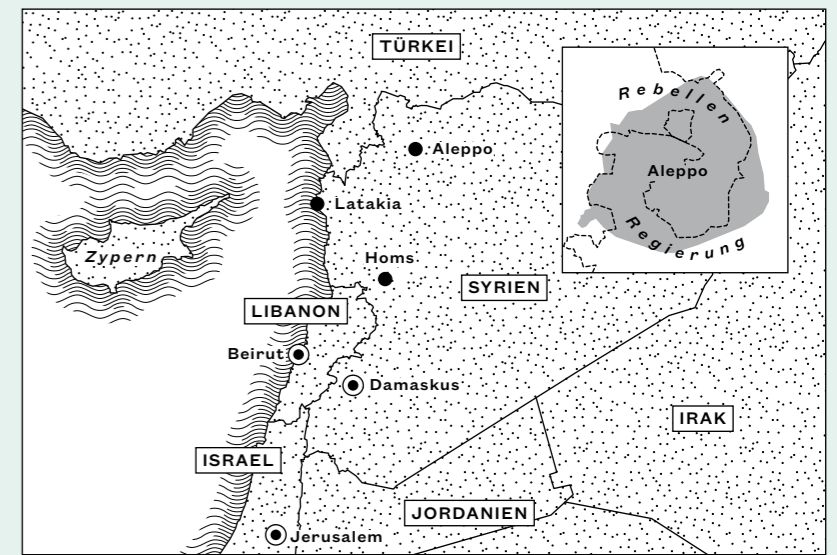 TÜRKEI
Rebellen
Aleppo
Aleppo
Latakia
Regierung
Zypern
Homs
SYRIEN
LIBANON
Beirut
Damaskus
IRAK
ISRAEL
JORDANIEN
Jerusalem